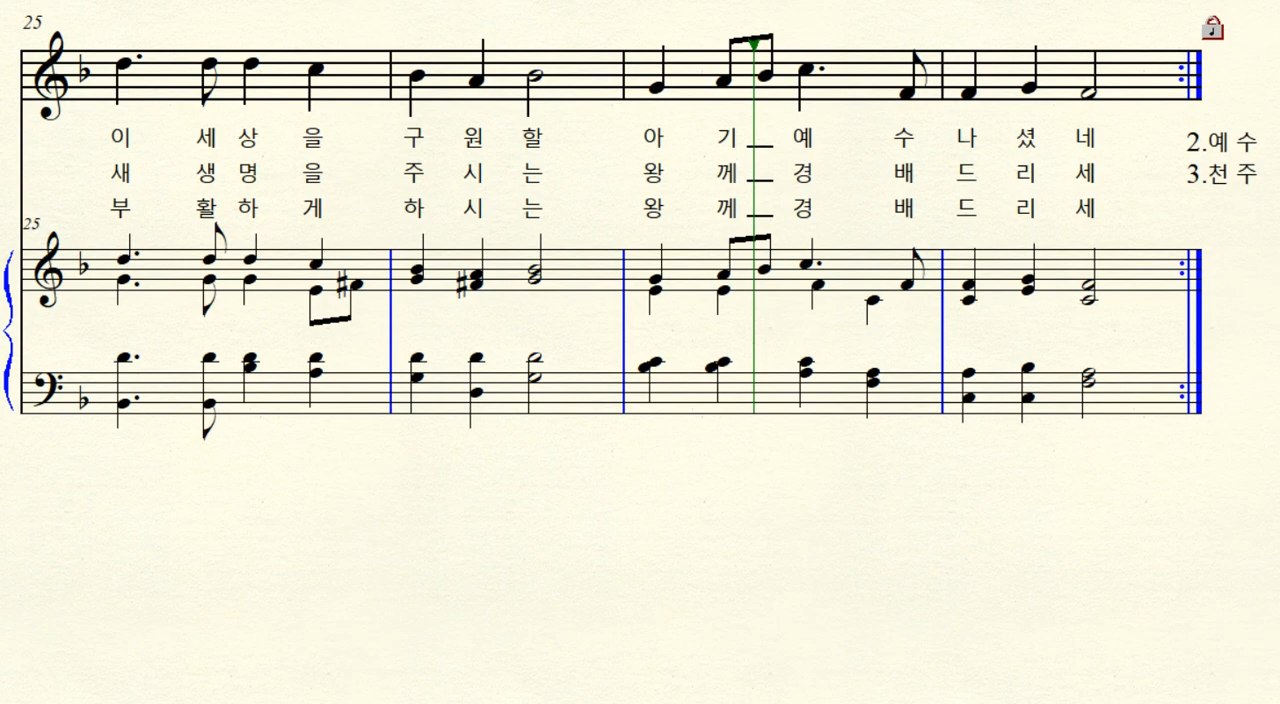 25
이 세 상 을 구 원 할 아 기 예 수 나 셨 네 2.예 수
새 생 명 을 주 시 는 왕 께 경 배 드 리 세 3.천 주
부 활 하 게 하 시 는 왕 께 경 배 드 리 세
25